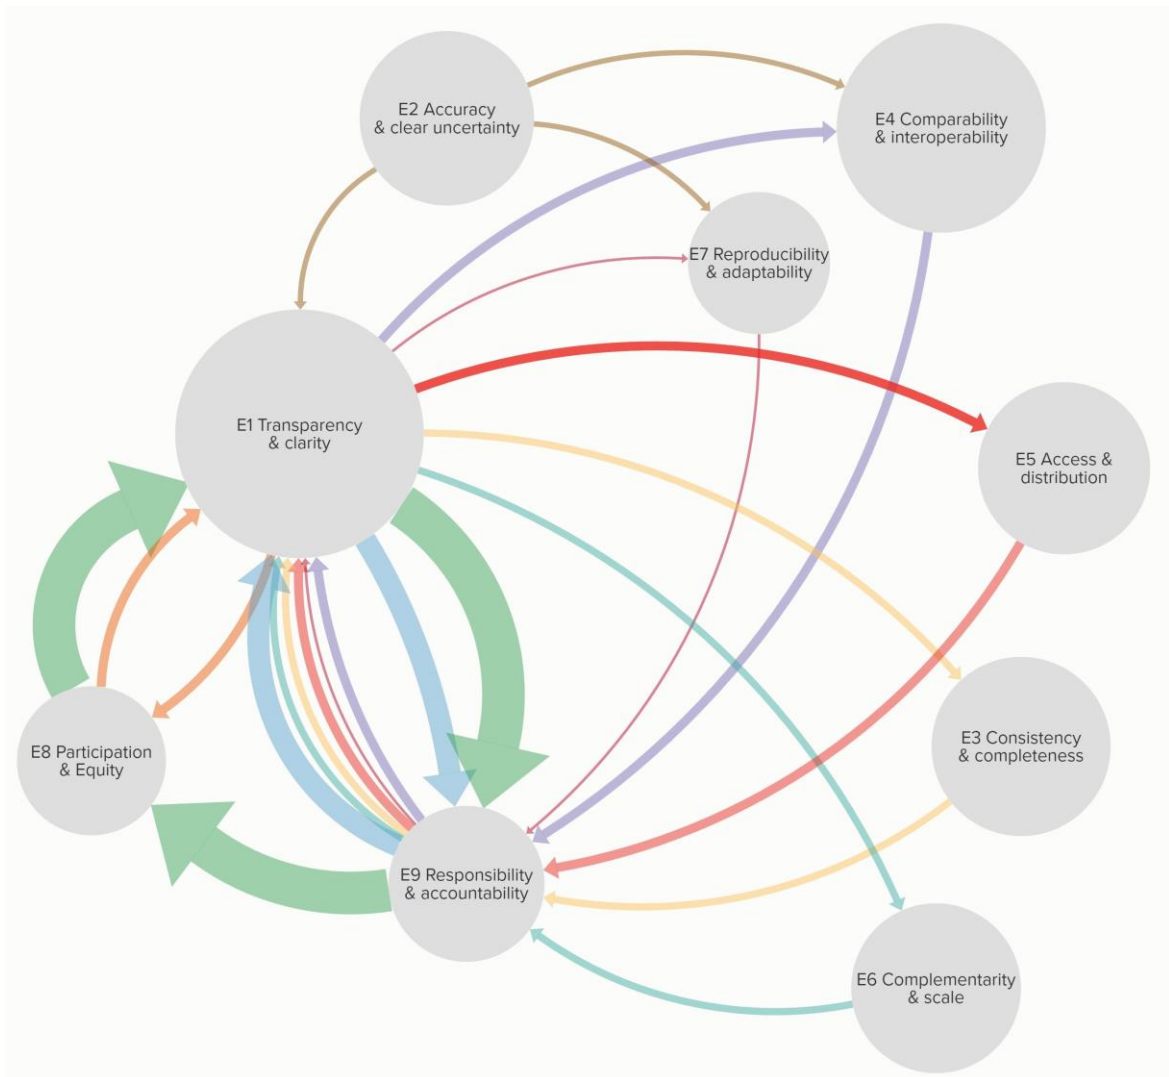 E2 Accuracy
& clear uncertainty
E4 Comparability
& interoperability
E7 Reproducibility
& adaptability
E1 Transparency
& clarity
E5 Access &
distribution
E3 Consistency
& completeness
E8 Participation
& Equity
E9 Responsibility
& accountability
E6 Complementarity
& scale